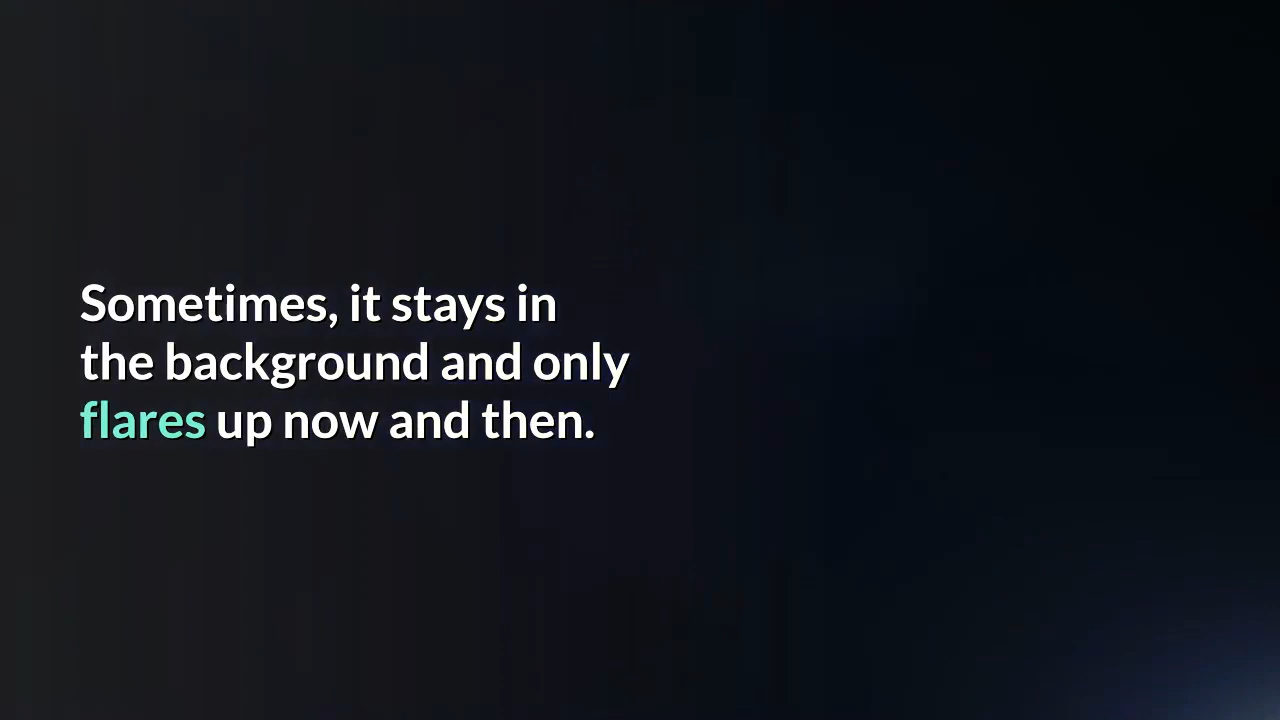 Sometimes, it stays in
the background and only
flares up now and then.